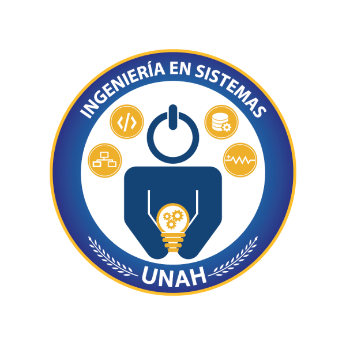 INGENIERÍA EN SISTEMAS
</>
UNAH